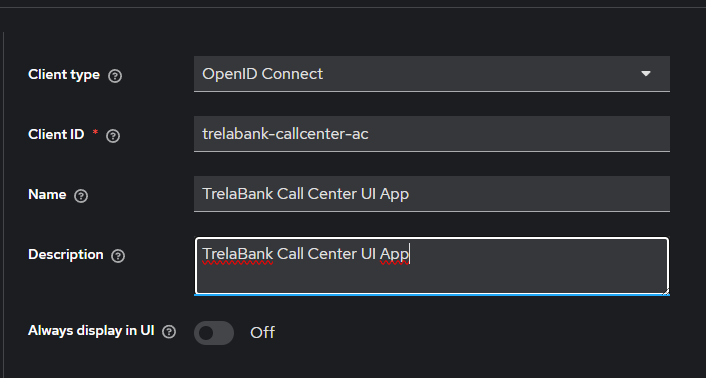 Client type
OpenID Connect
Client ID *
trelabank-callcenter-ac
Name
TrelaBank Call Center UI App
Description
TrelaBank Call Center UI App
Always display in UI
Off